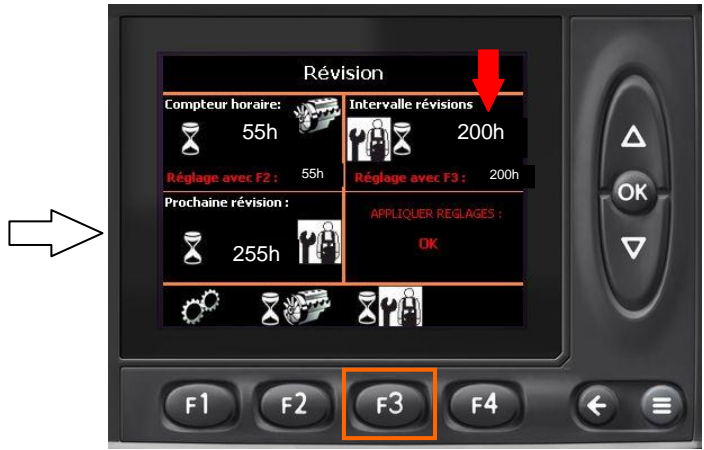 Révision
Compteur horaire:
55h
Intervalle révisions
200h
Réglage avec F2 : 55h
Réglage avec F3 : 200h
Prochaine révision :
255h
APPLIQUER REGLAGES :
OK
OK
F1 F2 F3 F4